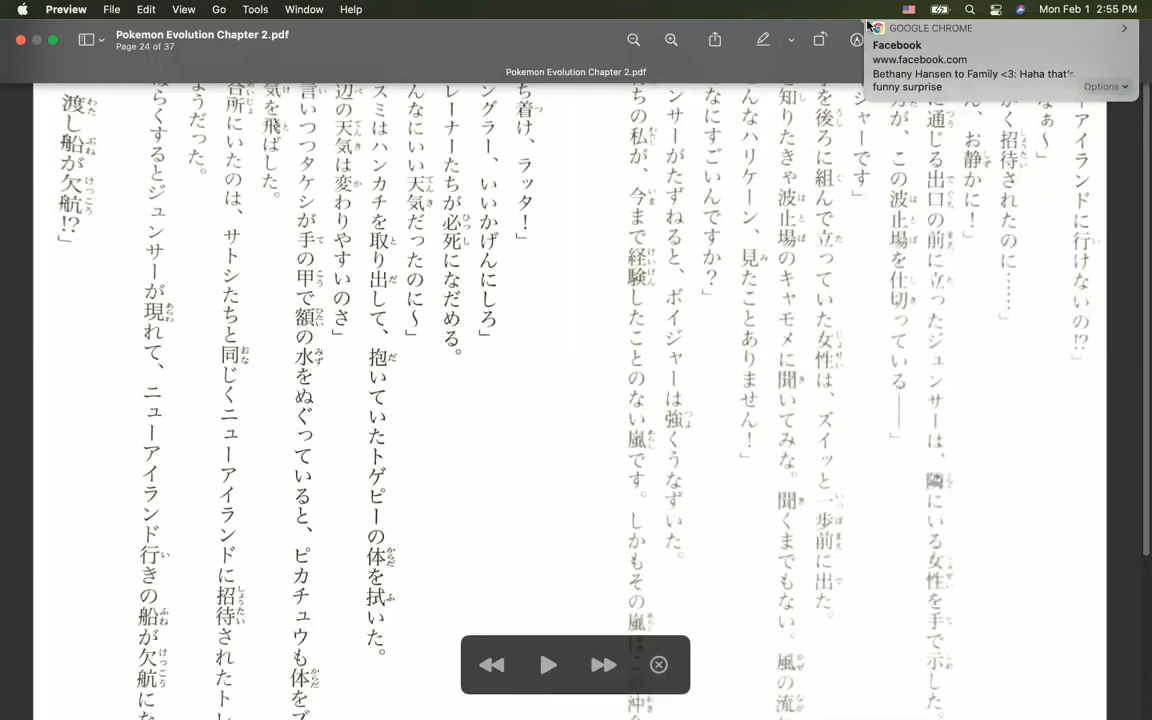 Preview File Edit View Go Tools Window Help
Mon Feb 1 2:55 PM
Pokemon Evolution Chapter 2.pdf
Page 24 of 37
GOOGLE CHROME
Facebook
www.facebook.com
Bethany Hansen to Family <3: Haha that's
funny surprise
Options
Pokemon Evolution Chapter 2.pdf
ーアイランドに行けないの!?」
なぁ〜」
かく招待されたのに……」
ん、お静かに!」
に通じる出口の前に立ったジュンサーは、隣にいる女性を手で示した。
が、この波止場を仕切っている——」
ジャーです」
を後ろに組んで立っていた女性は、ズイッと一歩前に出た。
知りたきゃ波止場のキャモメに聞いてみな。聞くまでもない。風の流
んなハリケーン、見たことありません!」
なにすごいんですか?」
ンサーがたずねると、ボイジャーは強くうなずいた。
ちの私が、今まで経験したことのない嵐です。しかもその嵐はこの沖
ち着け、ラッタ!」
ングラー、いいかげんにしろ」
レーナーたちが必死になだめる。
んなにいい天気だったのに〜」
スミはハンカチを取り出して、抱いていたトゲピーの体を拭いた。
辺の天気は変わりやすいのさ」
言いつつタケシが手の甲で額の水をぬぐっていると、ピカチュウも体をブ
気を飛ばした。
合所にいたのは、サトシたちと同じくニューアイランドに招待されたトレ
ようだった。
らくするとジュンサーが現れて、ニューアイランド行きの船が欠航にな
渡し船が欠航!?」